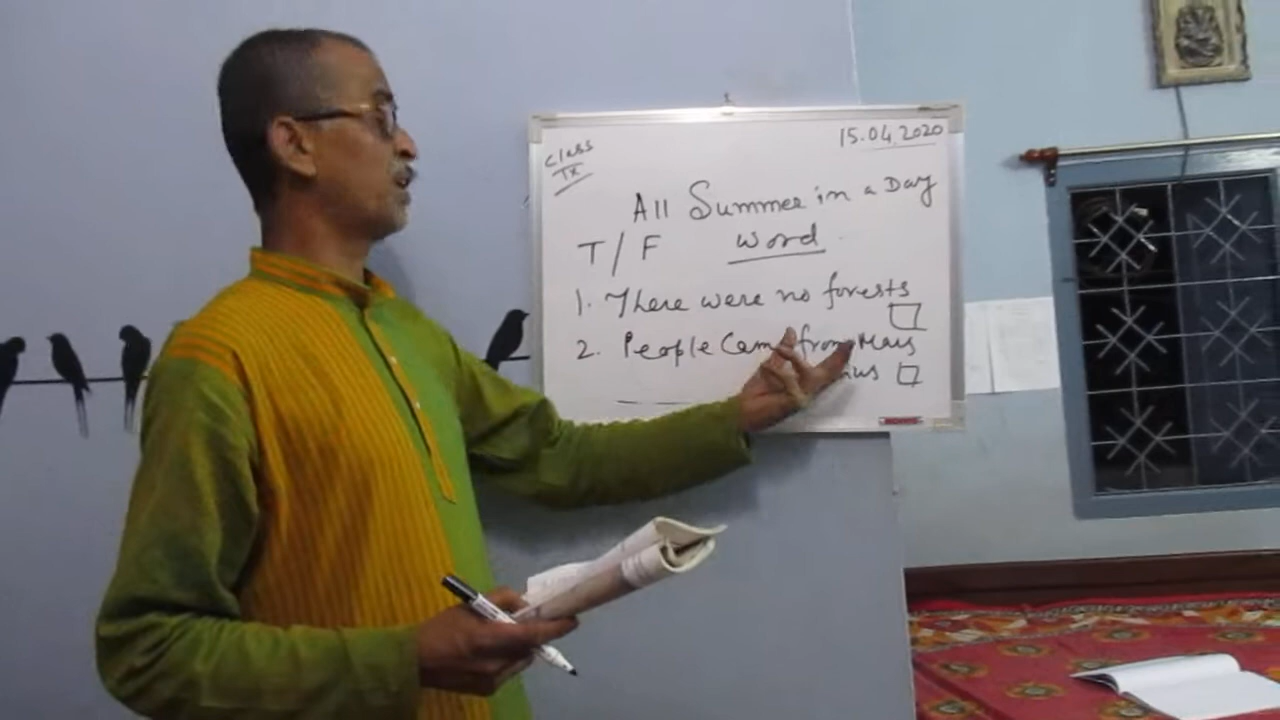 15.04.2020
Class
IX
All Summer in a Day
T/F word
1. There were no forests
2. People Came from Mars